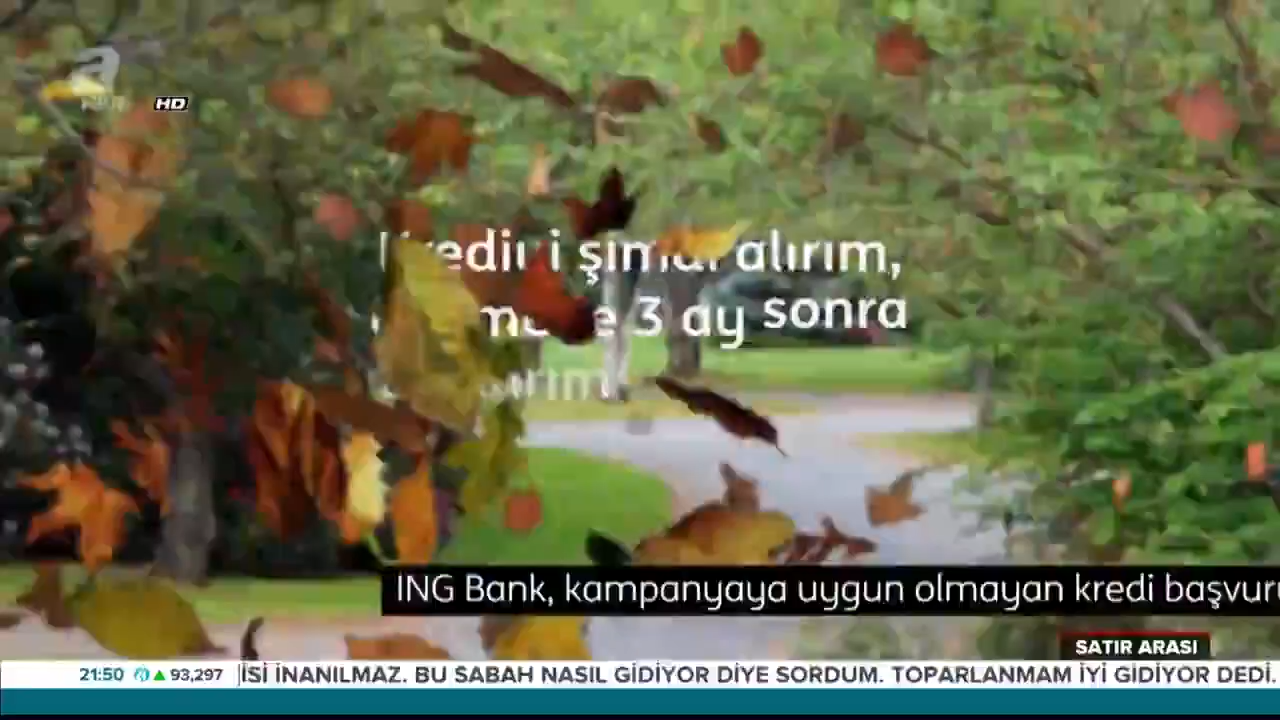 a
HD
şimdi alırım,
3 ay sonra
ING Bank, kampanyaya uygun olmayan kredi
SATIR ARASI
21:50 93,297 İSİ İNANILMAZ. BU SABAH NASIL GİDİYOR DİYE SORDUM. TOPARLANMAM İYİ GİDİYOR DEDİ.